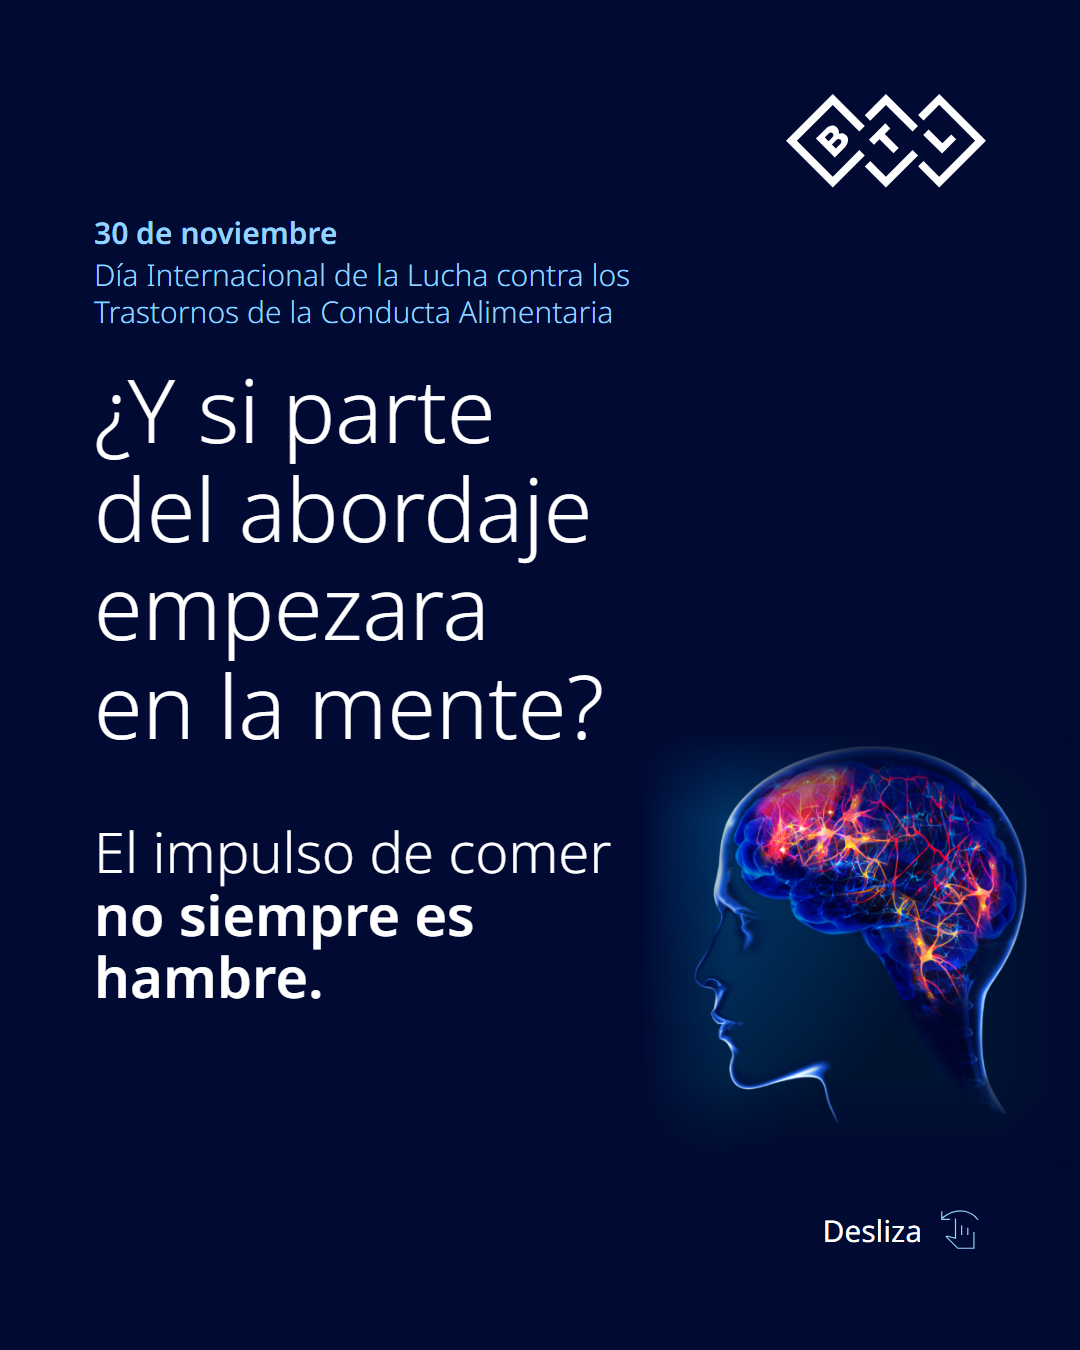 BTL
30 de noviembre
Día Internacional de la Lucha contra los
Trastornos de la Conducta Alimentaria
¿Y si parte
del abordaje
empezara
en la mente?
El impulso de comer
no siempre es
hambre.
Desliza